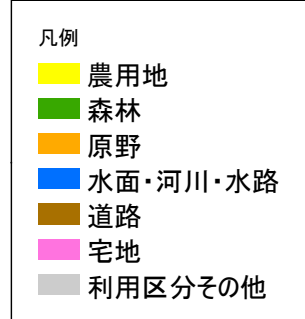 凡例
農用地
森林
原野
水面・河川・水路
道路
宅地
利用区分その他